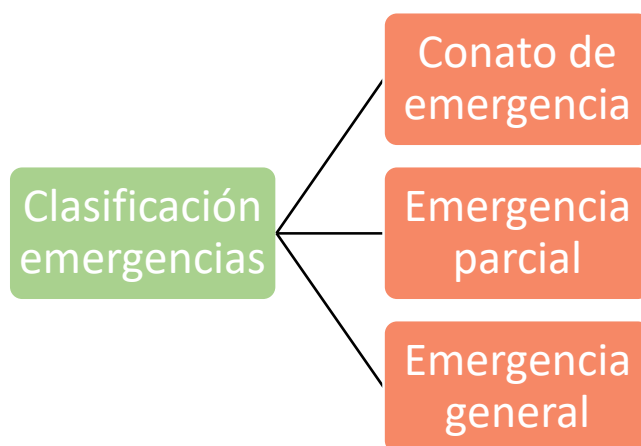 Clasificación
emergencias
Conato de
emergencia
Emergencia
parcial
Emergencia
general